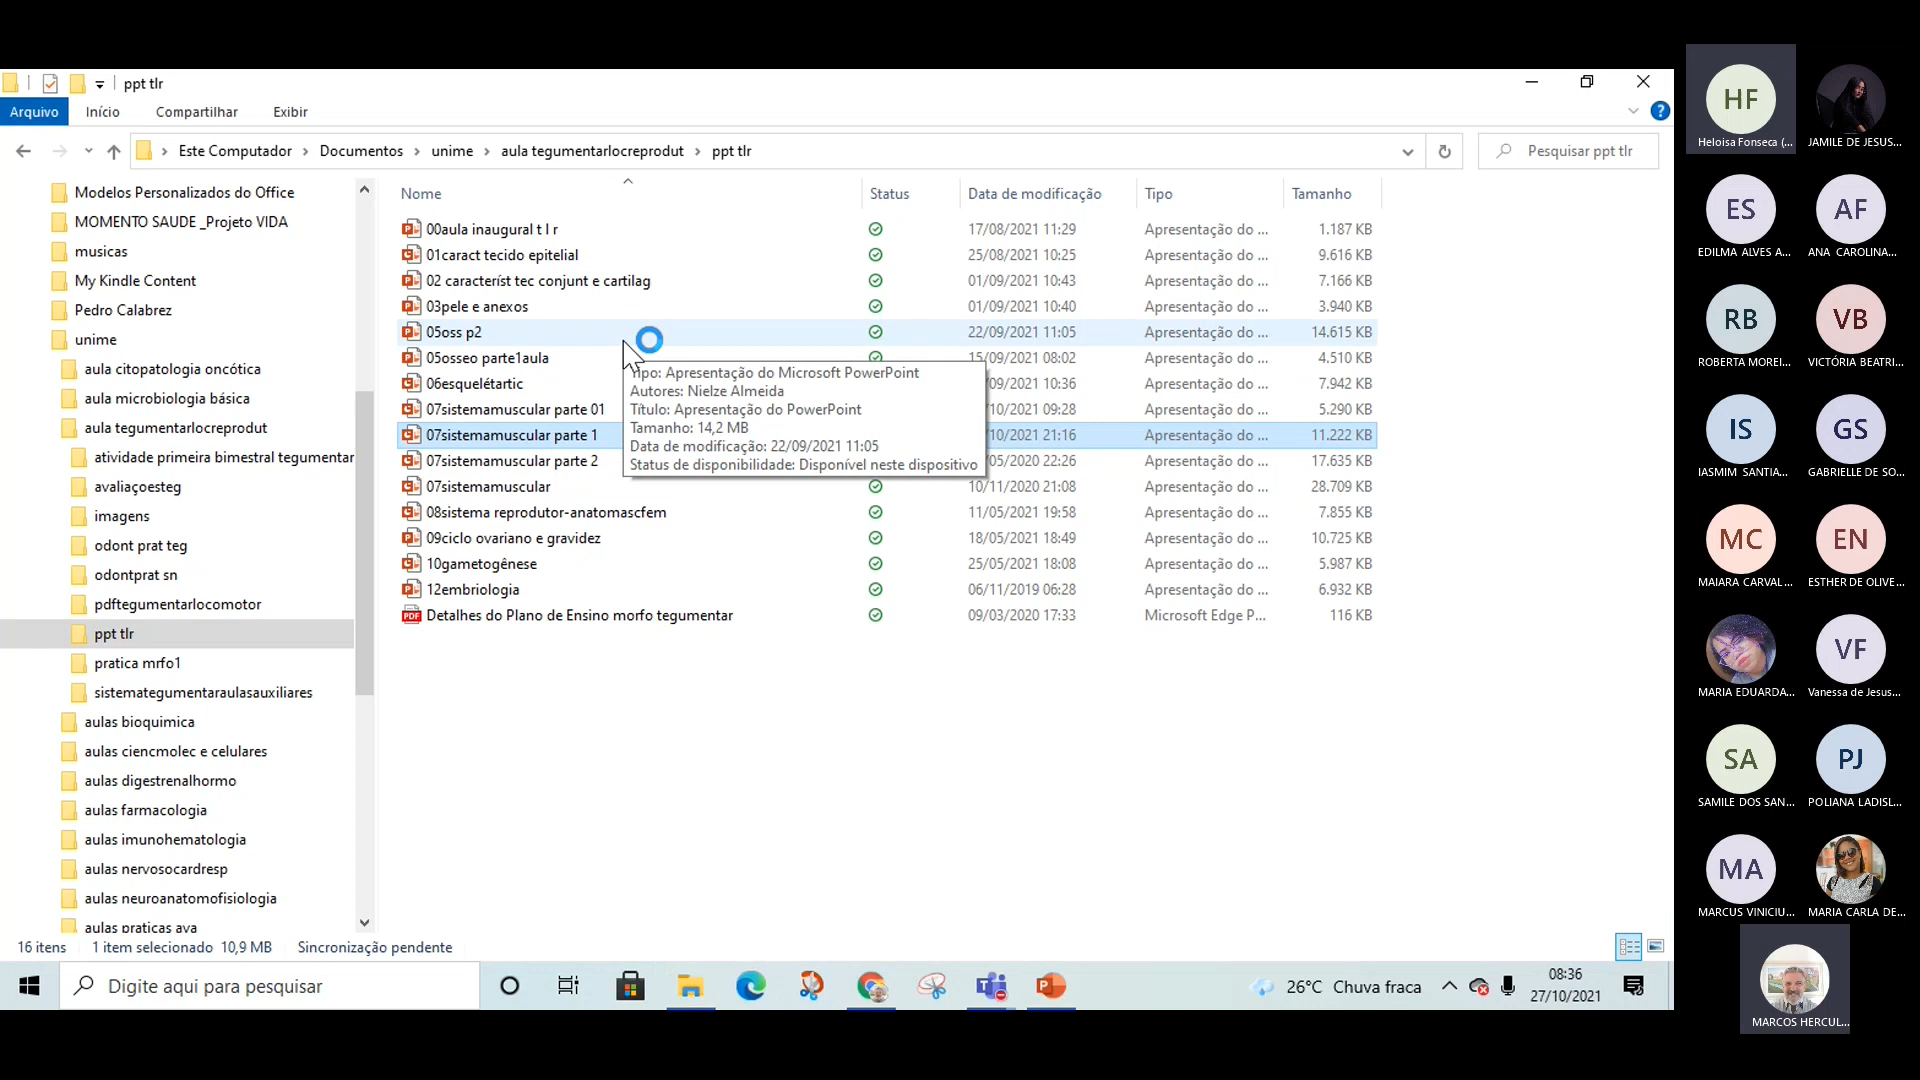 ppt tlr
Arquivo Início Compartilhar Exibir
Este Computador Documentos unime aula tegumentarlocreprodut ppt tlr
Pesquisar ppt tlr
Modelos Personalizados do Office
MOMENTO SAUDE _Projeto VIDA
musicas
My Kindle Content
Pedro Calabrez
unime
aula citopatologia oncótica
aula microbiologia básica
aula tegumentarlocreprodut
atividade primeira bimestral tegumentar
avaliaçoesteg
imagens
odont prat teg
odontprat sn
pdftegumentarlocomotor
ppt tlr
pratica mrfo1
sistemategumentaraulasauxiliares
aulas bioquimica
aulas ciencmolec e celulares
aulas digestrenalhormo
aulas farmacologia
aulas imunohematologia
aulas nervosocardresp
aulas neuroanatomofisiologia
aulas praticas ava
Nome Status Data de modificação Tipo Tamanho
00aula inaugural t l r 17/08/2021 11:29 Apresentação do ... 1.187 KB
01caract tecido epitelial 25/08/2021 10:25 Apresentação do ... 9.616 KB
02 característ tec conjunt e cartilag 01/09/2021 10:43 Apresentação do ... 7.166 KB
03pele e anexos 01/09/2021 10:40 Apresentação do ... 3.940 KB
05oss p2 22/09/2021 11:05 Apresentação do ... 14.615 KB
05osseo parte1aula 15/09/2021 08:02 Apresentação do ... 4.510 KB
06esquelétartic /09/2021 10:36 Apresentação do ... 7.942 KB
07sistemamuscular parte 01 /10/2021 09:28 Apresentação do ... 5.290 KB
07sistemamuscular parte 1 /10/2021 21:16 Apresentação do ... 11.222 KB
07sistemamuscular parte 2 /05/2020 22:26 Apresentação do ... 17.635 KB
07sistemamuscular 10/11/2020 21:08 Apresentação do ... 28.709 KB
08sistema reprodutor-anatomascfem 11/05/2021 19:58 Apresentação do ... 7.855 KB
09ciclo ovariano e gravidez 18/05/2021 18:49 Apresentação do ... 10.725 KB
10gametogênese 25/05/2021 18:08 Apresentação do ... 5.987 KB
12embriologia 06/11/2019 06:28 Apresentação do ... 6.932 KB
PDF Detalhes do Plano de Ensino morfo tegumentar 09/03/2020 17:33 Microsoft Edge P... 116 KB
Tipo: Apresentação do Microsoft PowerPoint
Autores: Nielze Almeida
Título: Apresentação do PowerPoint
Tamanho: 14,2 MB
Data de modificação: 22/09/2021 11:05
Status de disponibilidade: Disponível neste dispositivo
16 itens 1 item selecionado 10,9 MB Sincronização pendente
Digite aqui para pesquisar
26°C Chuva fraca
08:36
27/10/2021
HF
Heloisa Fonseca (... JAMILE DE JESUS...
ES AF
EDILMA ALVES A... ANA CAROLINA...
RB VB
ROBERTA MOREI... VICTÓRIA BEATRI...
IS GS
IASMIM SANTIA... GABRIELLE DE SO...
MC EN
MAIARA CARVAL... ESTHER DE OLIVE...
VF
MARIA EDUARDA... Vanessa de Jesus...
SA PJ
SAMILE DOS SAN... POLIANA LADISL...
MA
MARCUS VINICIU... MARIA CARLA DE...
MARCOS HERCUL...